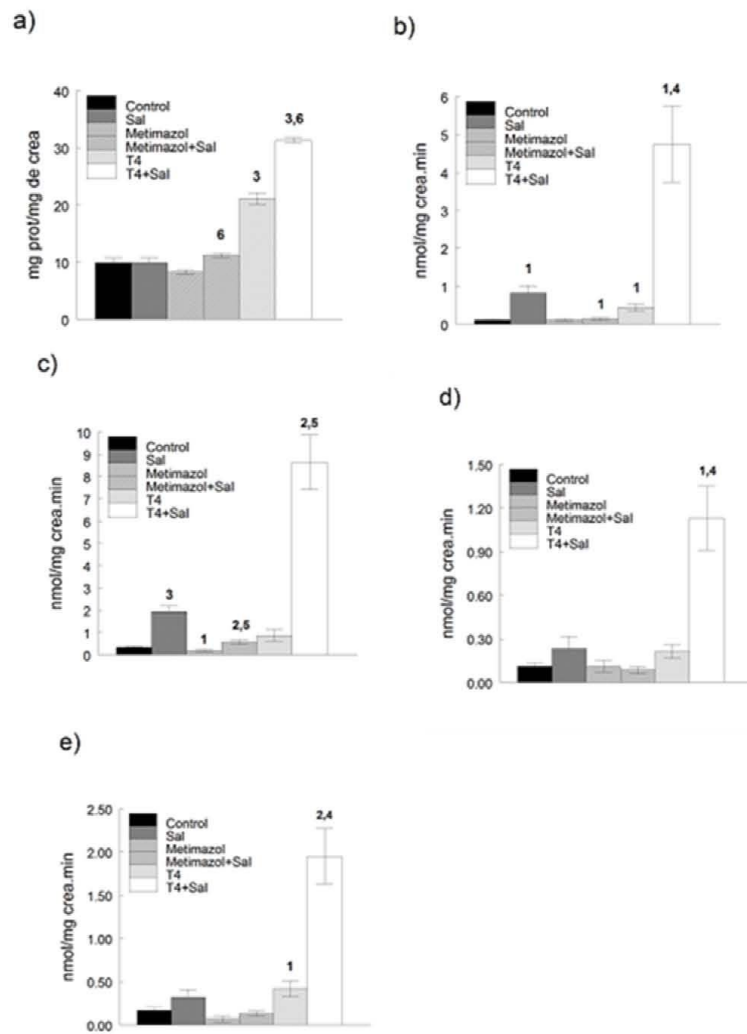 a)
mg prot/mg de crea
40
30
20
10
0
Control
Sal
Metimazol
Metimazol+Sal
T4
T4+Sal
6
3
3,6
b)
nmol/mg crea.min
6
5
4
3
2
1
0
Control
Sal
Metimazol
Metimazol+Sal
T4
T4+Sal
1
1
1
1,4
c)
nmol/mg crea.min
10
9
8
7
6
5
4
3
2
1
0
Control
Sal
Metimazol
Metimazol+Sal
T4
T4+Sal
3
1
2,5
2,5
d)
nmol/mg crea.min
1.50
1.20
0.90
0.60
0.30
0.00
Control
Sal
Metimazol
Metimazol+Sal
T4
T4+Sal
1,4
e)
nmol/mg crea.min
2.50
2.00
1.50
1.00
0.50
0.00
Control
Sal
Metimazol
Metimazol+Sal
T4
T4+Sal
1
2,4